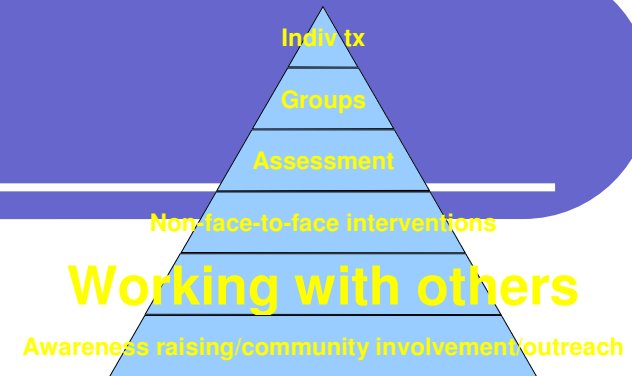 Indiv tx
Groups
Assessment
Non-face-to-face interventions
Working with others
Awareness raising/community involvement/outreach